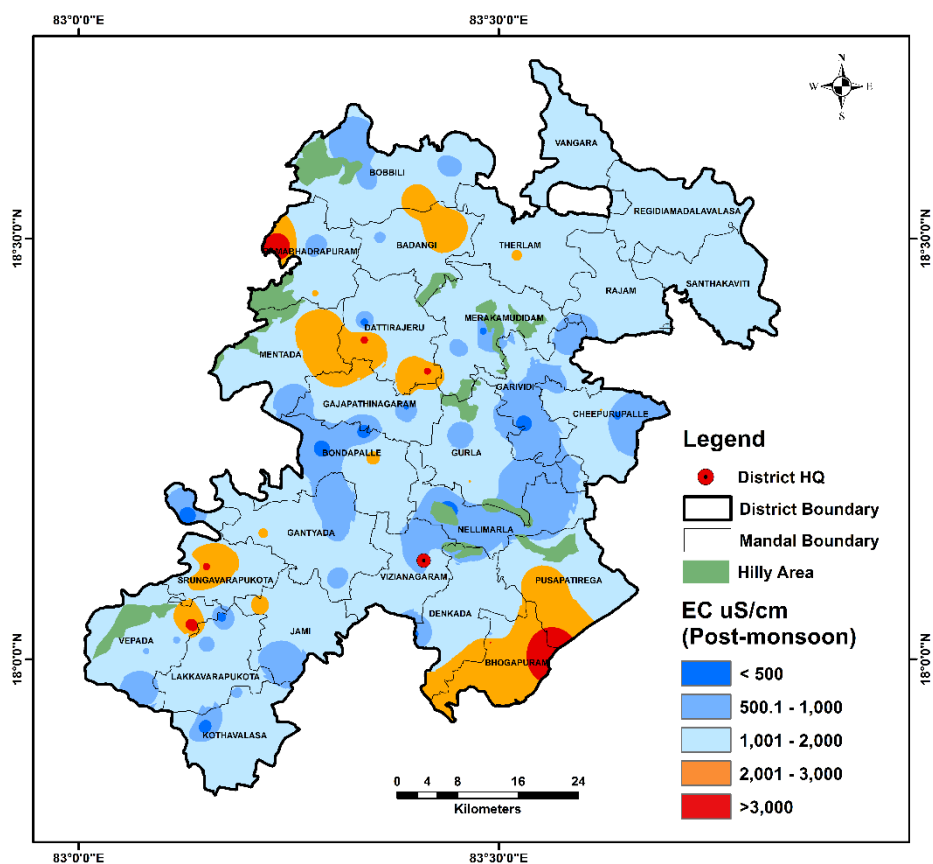 83°0'0"E
83°30'0"E
N
W
E
S
VANGARA
BOBBILI
REGIDIAMADALAVALASA
18°30'0"N
BADANGI
THERLAM
18°30'0"N
SANTHAKAVITI
RAJAM
MERAKAMUDIDAM
DATTIRAJERU
MENTADA
GARIVIDI
GAJAPATHINAGARAM
CHEEPURUPALLE
Legend
BONDAPALLE
GURLA
District HQ
District Boundary
NELLIMARLA
GANTYADA
Mandal Boundary
Hilly Area
SRUNGAVARAPUKOTA
VIZIANAGARAM
PUSAPATIREGA
EC uS/cm
(Post-monsoon)
DENKADA
JAMI
VEPADA
18°0'0"N
BHOGAPURAM
18°0'0"N
LAKKAVARAPUKOTA
< 500
500.1 - 1,000
KOTHAVALASA
1,001 - 2,000
2,001 - 3,000
>3,000
0 4 8 16 24
Kilometers
83°0'0"E
83°30'0"E